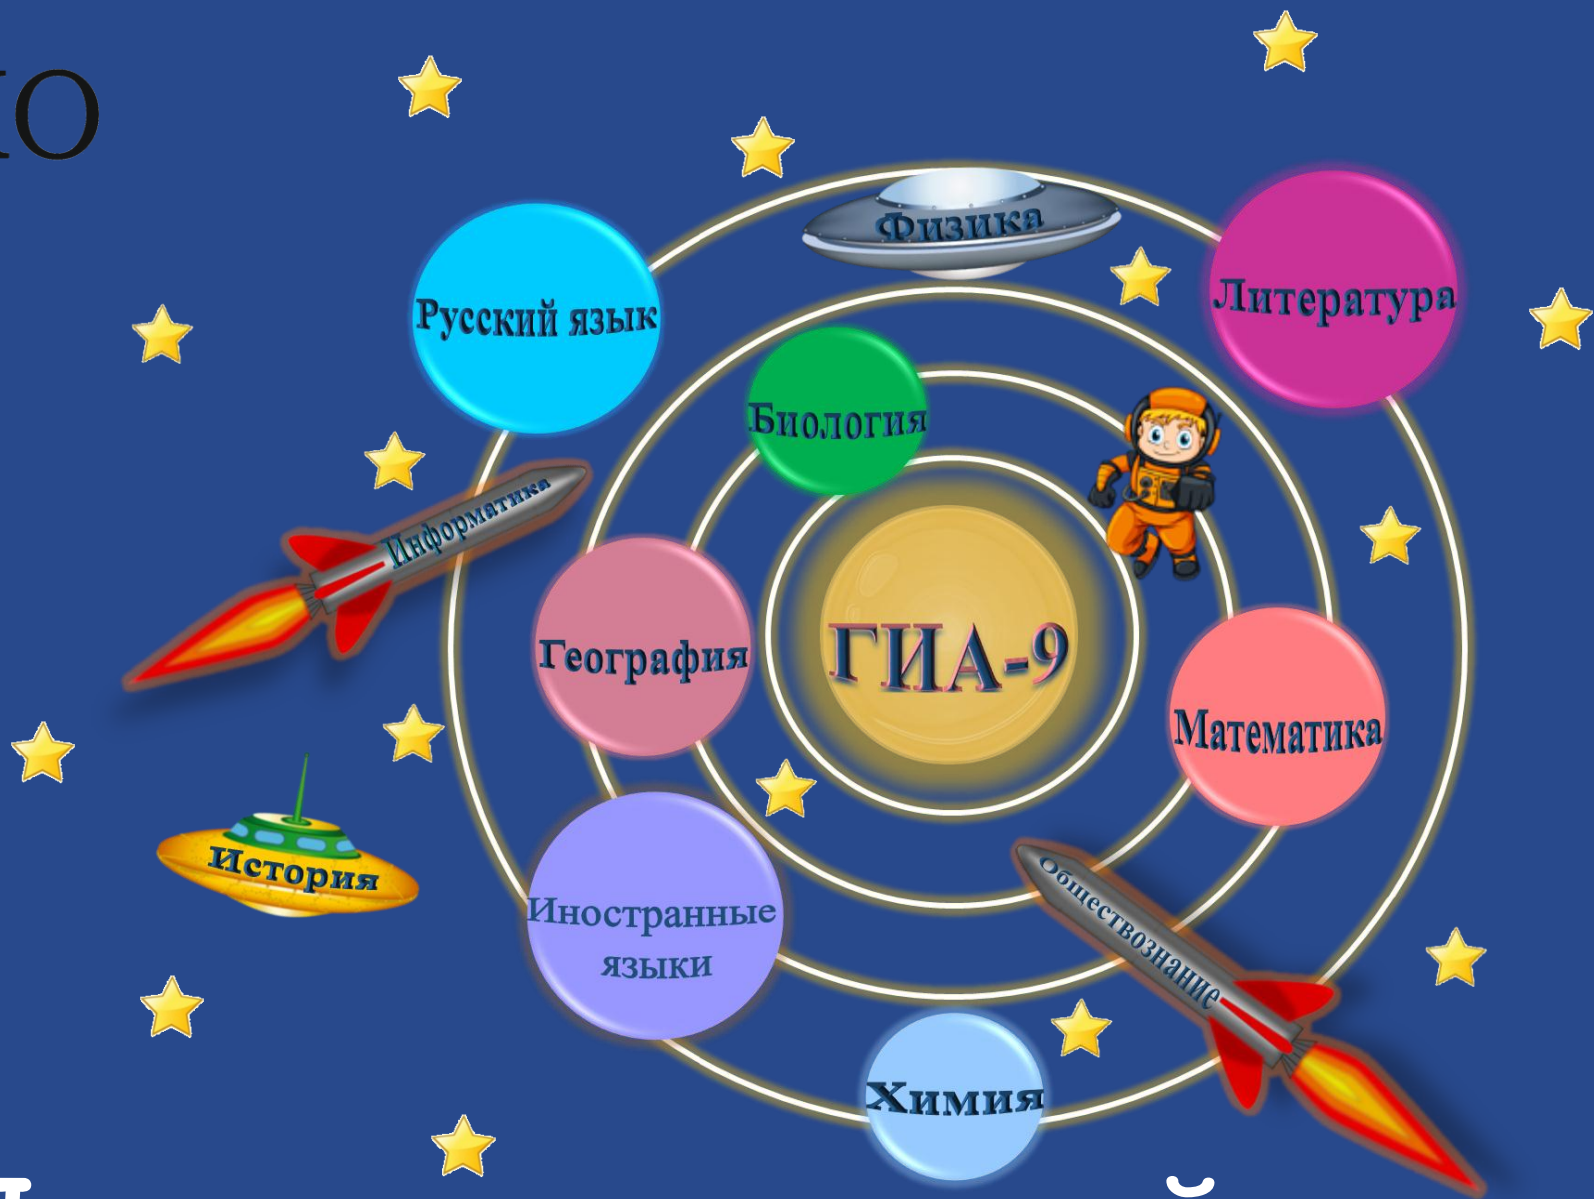 Ю
Физика
Литература
Русский язык
Биология
Информатика
География
ГИА-9
Математика
История
Обществознание
Иностранные
языки
Химия